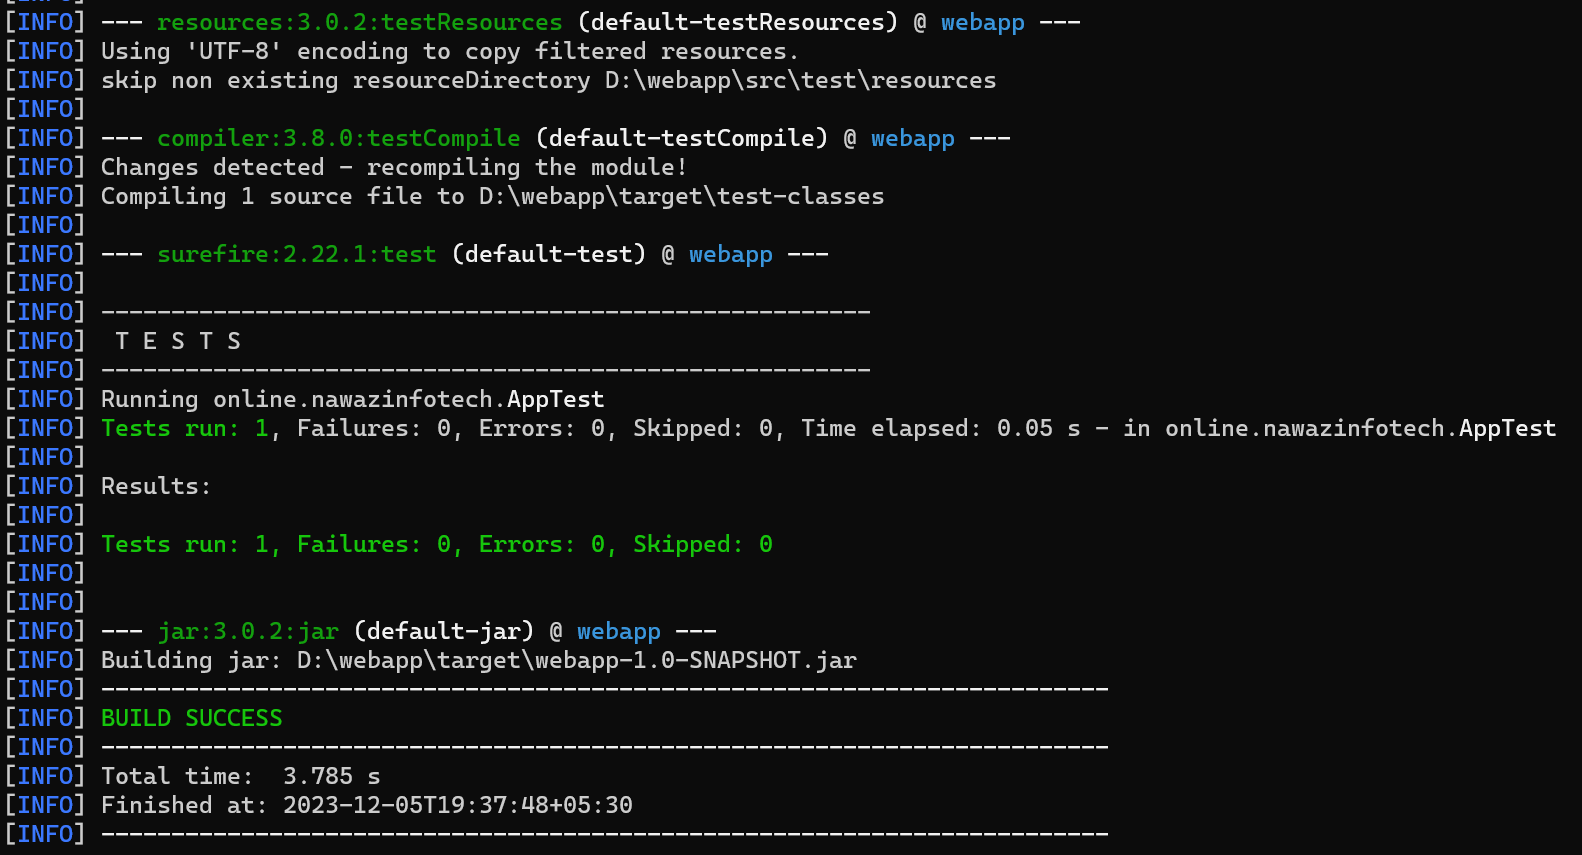 [INFO] --- resources:3.0.2:testResources (default-testResources) @ webapp ---
[INFO] Using 'UTF-8' encoding to copy filtered resources.
[INFO] skip non existing resourceDirectory D:\webapp\src\test\resources
[INFO]
[INFO] --- compiler:3.8.0:testCompile (default-testCompile) @ webapp ---
[INFO] Changes detected - recompiling the module!
[INFO] Compiling 1 source file to D:\webapp\target\test-classes
[INFO]
[INFO] --- surefire:2.22.1:test (default-test) @ webapp ---
[INFO]
[INFO] -------------------------------------------------------
[INFO]  T E S T S
[INFO] -------------------------------------------------------
[INFO] Running online.nawazinfotech.AppTest
[INFO] Tests run: 1, Failures: 0, Errors: 0, Skipped: 0, Time elapsed: 0.05 s - in online.nawazinfotech.AppTest
[INFO]
[INFO] Results:
[INFO]
[INFO] Tests run: 1, Failures: 0, Errors: 0, Skipped: 0
[INFO]
[INFO]
[INFO] --- jar:3.0.2:jar (default-jar) @ webapp ---
[INFO] Building jar: D:\webapp\target\webapp-1.0-SNAPSHOT.jar
[INFO] ------------------------------------------------------------------------
[INFO] BUILD SUCCESS
[INFO] ------------------------------------------------------------------------
[INFO] Total time:  3.785 s
[INFO] Finished at: 2023-12-05T19:37:48+05:30
[INFO] ------------------------------------------------------------------------